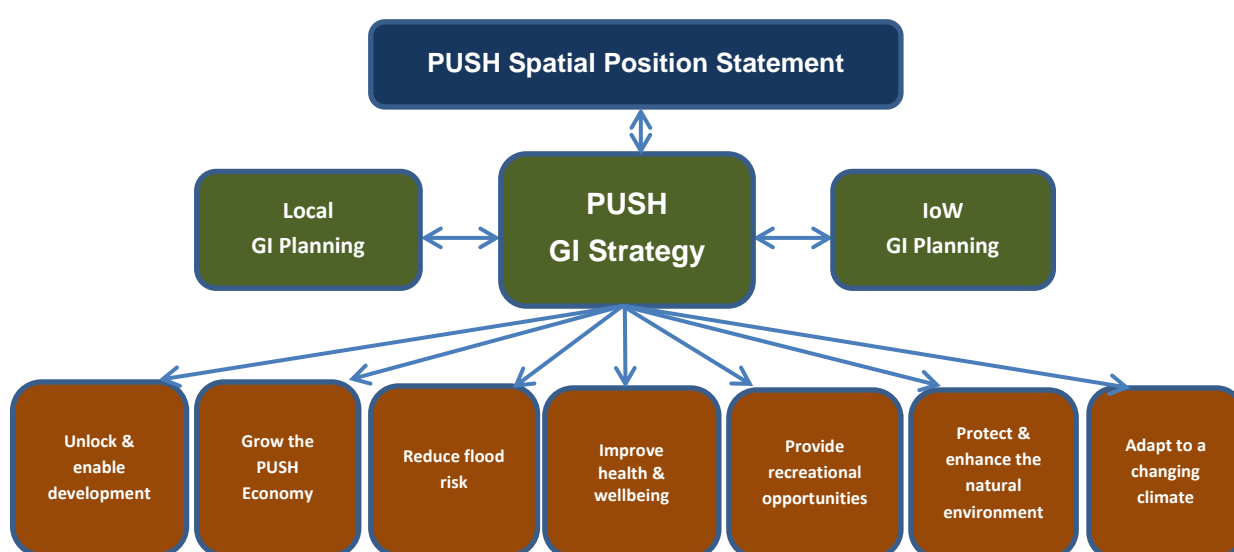 PUSH Spatial Position Statement
Local
GI Planning
PUSH
GI Strategy
IoW
GI Planning
Unlock &
enable
development
Grow the
PUSH
Economy
Reduce flood
risk
Improve
health &
wellbeing
Provide
recreational
opportunities
Protect &
enhance the
natural
environment
Adapt to a
changing
climate